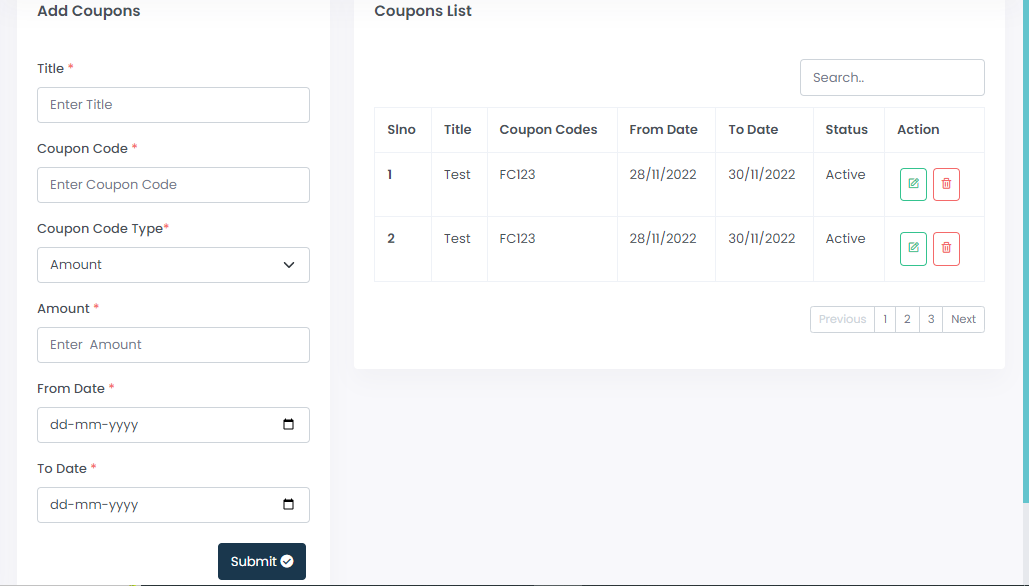 Add Coupons
Title *
Enter Title
Coupon Code *
Enter Coupon Code
Coupon Code Type*
Amount
Amount *
Enter Amount
From Date *
dd-mm-yyyy
To Date *
dd-mm-yyyy
Submit
Coupons List
Search..
Slno Title Coupon Codes From Date To Date Status Action
1 Test FC123 28/11/2022 30/11/2022 Active
2 Test FC123 28/11/2022 30/11/2022 Active
Previous 1 2 3 Next